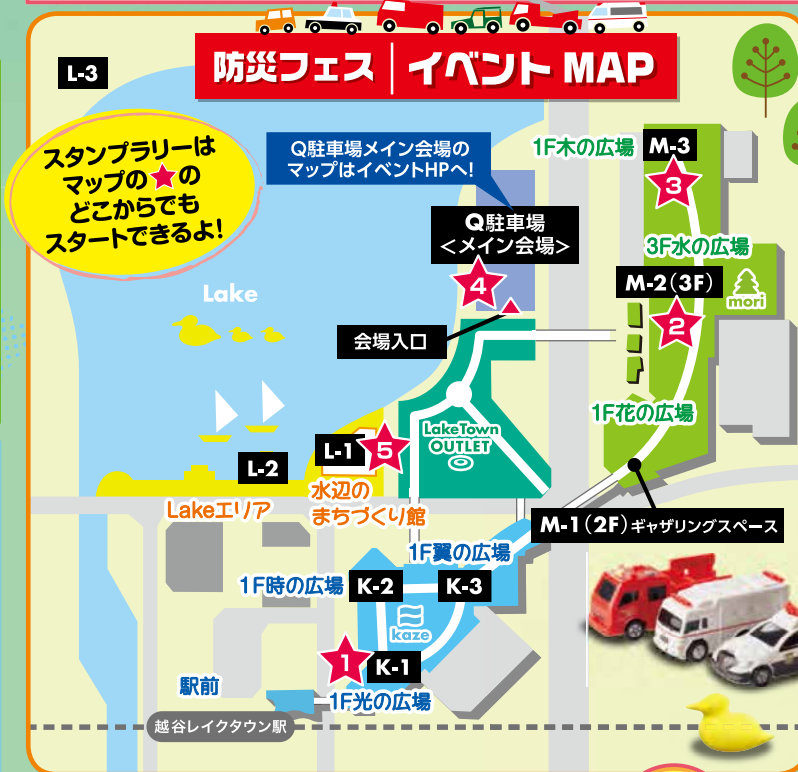 防災フェス｜イベント MAP
L-3
スタンプラリーは
マップの★の
どこからでも
スタートできるよ！
Q駐車場メイン会場の
マップはイベントHPへ！
1F木の広場
M-3
3
Q駐車場
＜メイン会場＞
4
3F水の広場
M-2（3F）
2
mori
Lake
会場入口
1F花の広場
LakeTown
OUTLET
L-1
5
L-2
水辺の
まちづくり館
Lakeエリア
M-1（2F）ギャザリングスペース
1F翼の広場
1F時の広場
K-2
K-3
kaze
1
K-1
駅前
1F光の広場
越谷レイクタウン駅